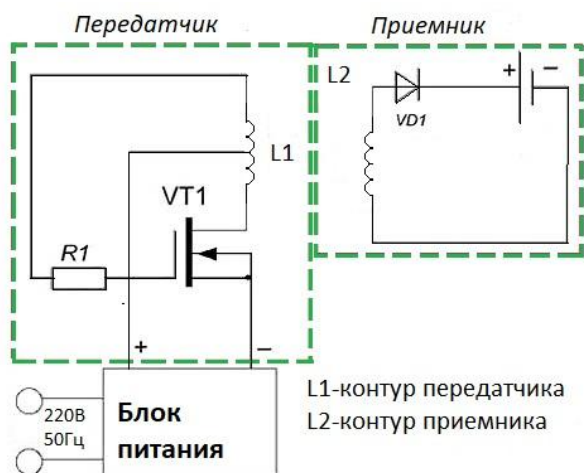 Передатчик
Приемник
L2
+
–
VD1
L1
VT1
R1
+
–
220В
50Гц
Блок
питания
L1-контур передатчика
L2-контур приемника